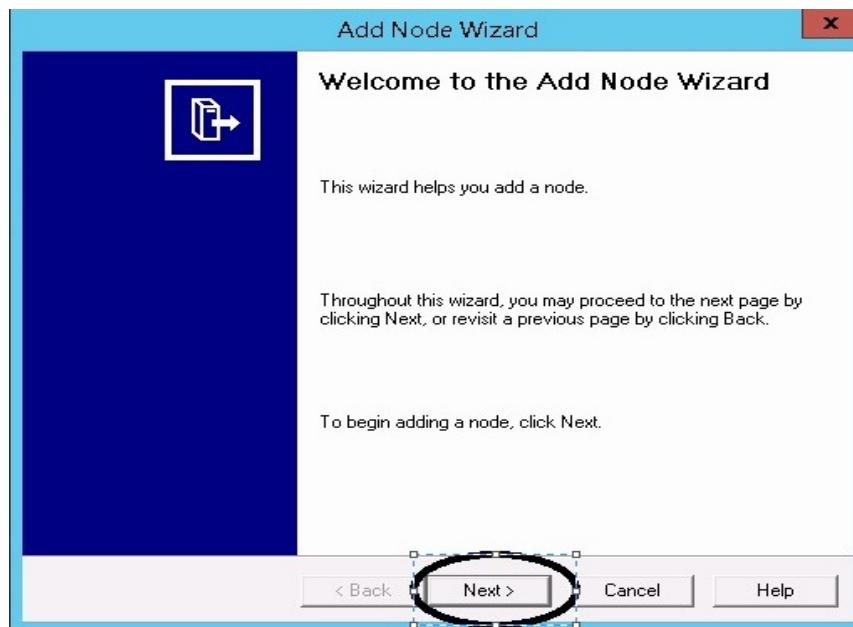 Add Node Wizard
x
Welcome to the Add Node Wizard
This wizard helps you add a node.
Throughout this wizard, you may proceed to the next page by
clicking Next, or revisit a previous page by clicking Back.
To begin adding a node, click Next.
< Back Next > Cancel Help